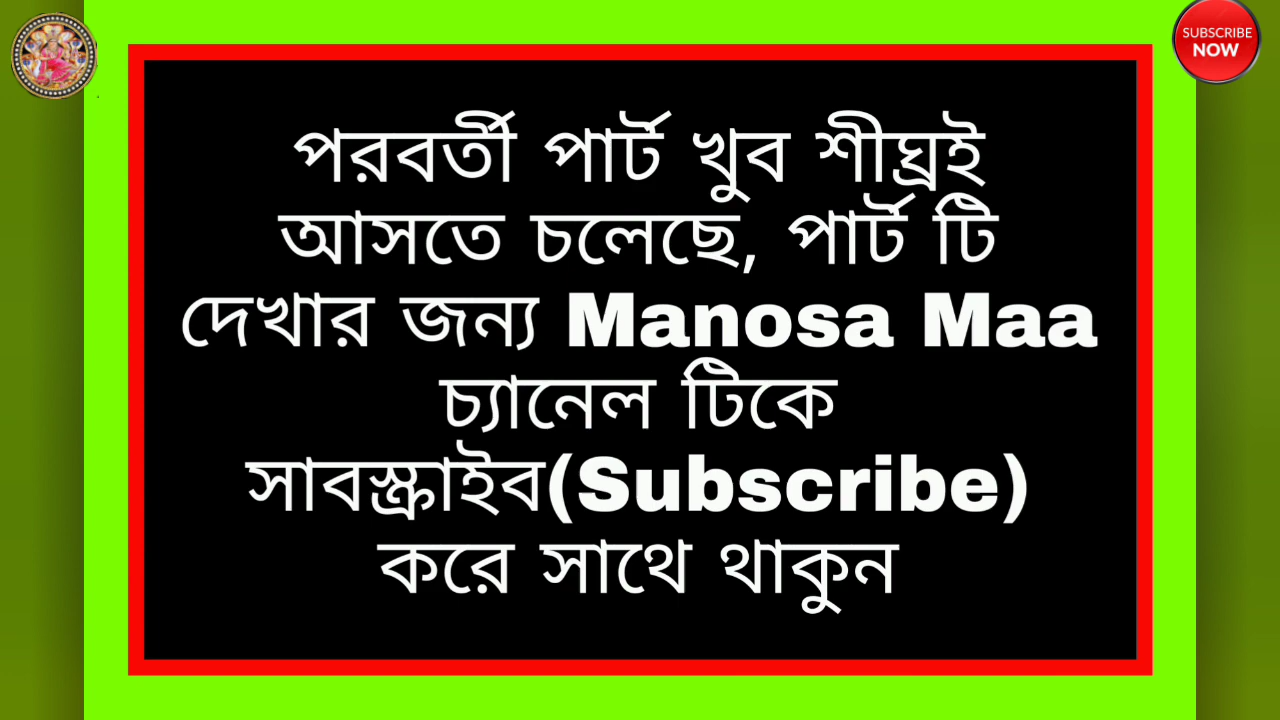 SUBSCRIBE
NOW
পরবর্তী পার্ট খুব শীঘ্রই
আসতে চলেছে, পার্ট টি
দেখার জন্য Manosa Maa
চ্যানেল টিকে
সাবস্ক্রাইব(Subscribe)
করে সাথে থাকুন